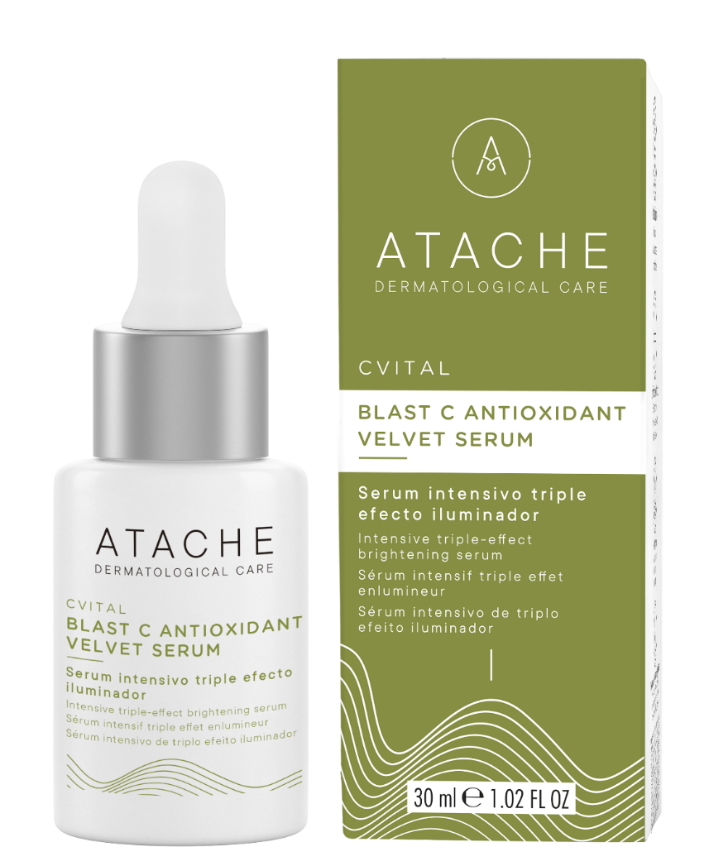 ATACHE
DERMATOLOGICAL CARE
CVITAL
BLAST C ANTIOXIDANT
VELVET SERUM
Serum intensivo triple efecto
iluminador
Intensive triple-effect brightening serum
Sérum intensif triple effet enlumineur
Sérum intensivo de triplo efeito iluminador
A
ATACHE
DERMATOLOGICAL CARE
CVITAL
BLAST C ANTIOXIDANT
VELVET SERUM
Serum intensivo triple
efecto iluminador
Intensive triple-effect
brightening serum
Sérum intensif triple effet
enlumineur
Sérum intensivo de triplo
efeito iluminador
30 ml ℮ 1.02 FL OZ